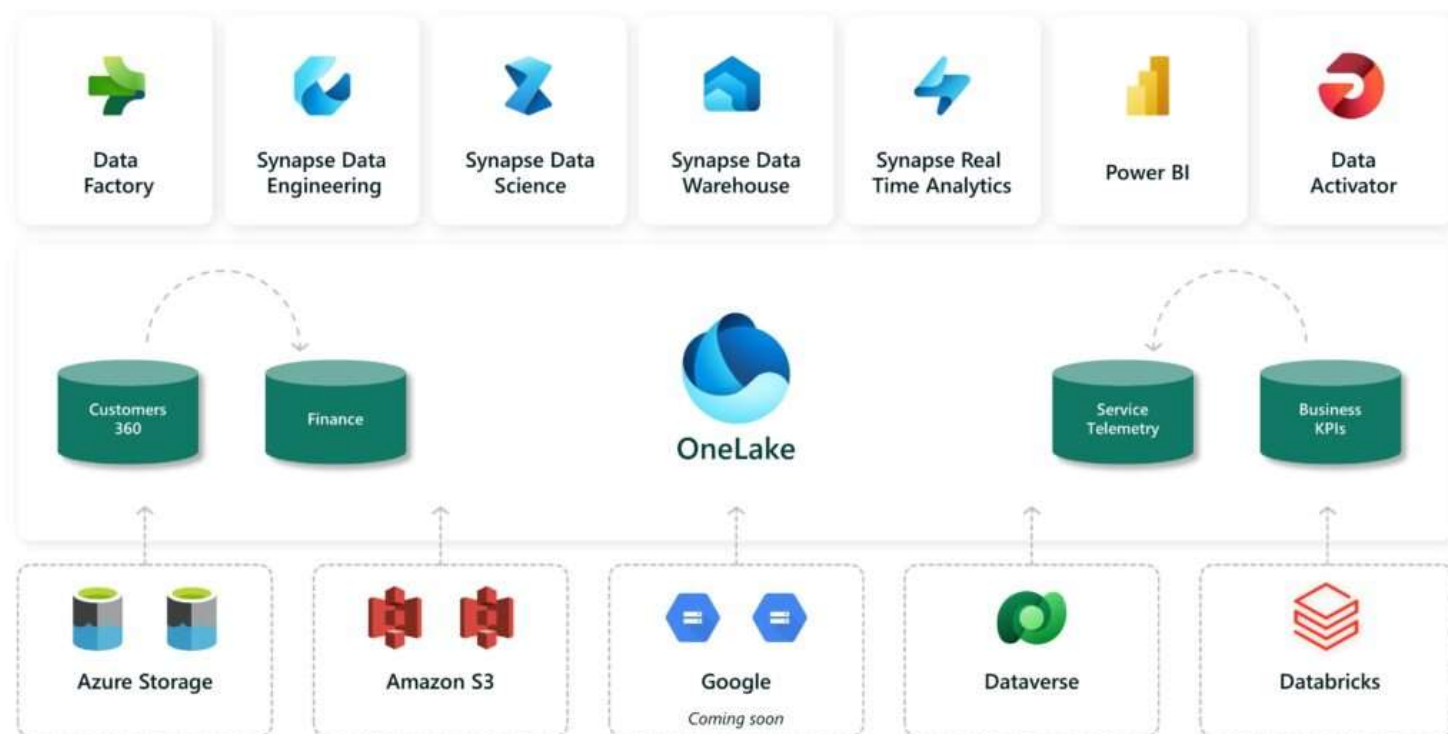 Data
Factory
Synapse Data
Engineering
Synapse Data
Science
Synapse Data
Warehouse
Synapse Real
Time Analytics
Power BI
Data
Activator
Customers
360
Finance
OneLake
Service
Telemetry
Business
KPIs
Azure Storage
Amazon S3
Google
Coming soon
Dataverse
Databricks